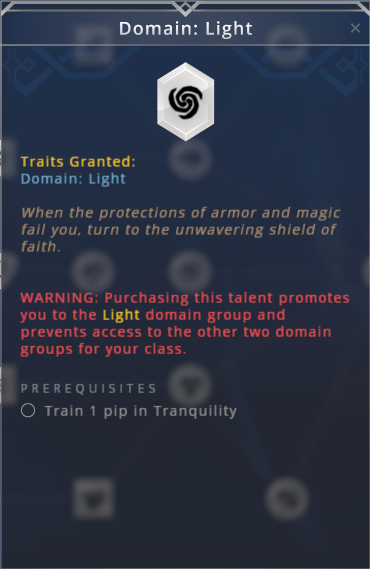 Domain: Light
×
Traits Granted:
Domain: Light
When the protections of armor and magic
fail you, turn to the unwavering shield of
faith.
WARNING: Purchasing this talent promotes
you to the Light domain group and
prevents access to the other two domain
groups for your class.
PREREQUISITES
Train 1 pip in Tranquility